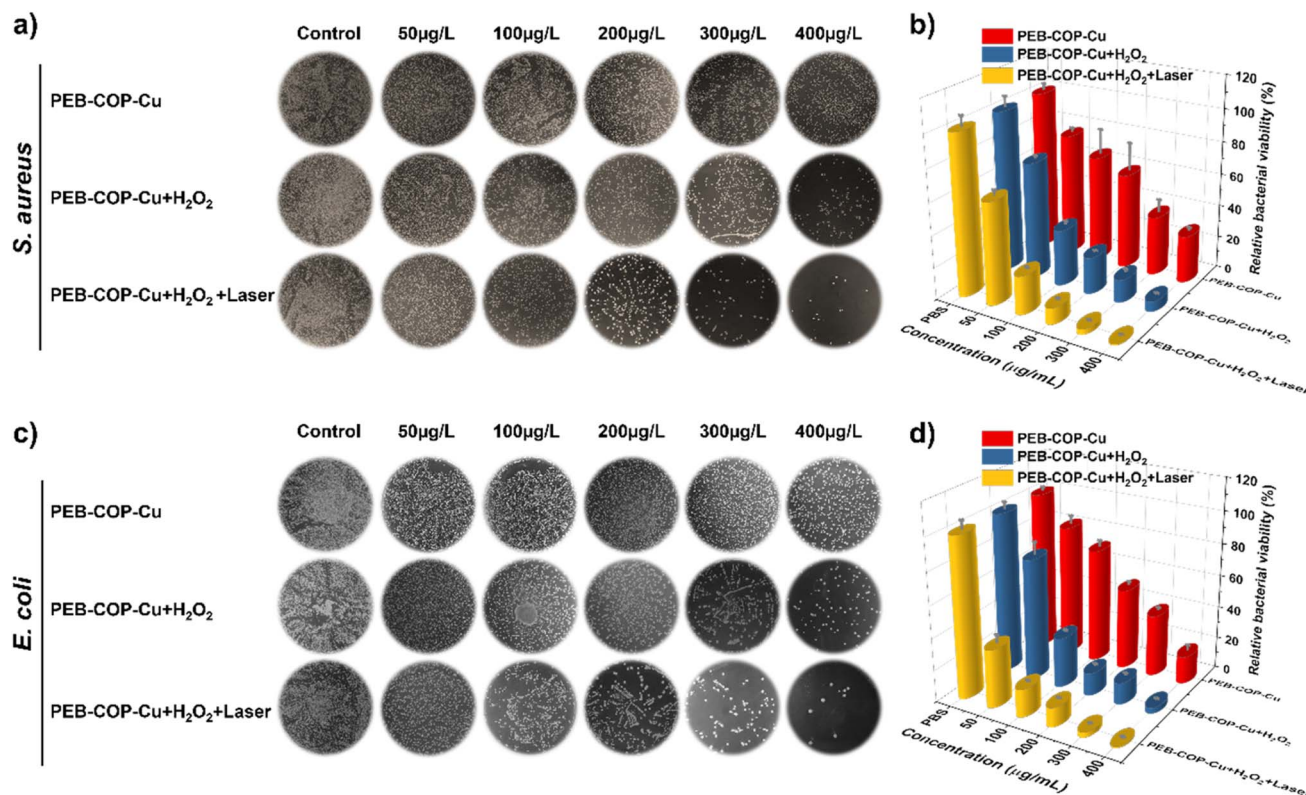 a)
Control 50µg/L 100µg/L 200µg/L 300µg/L 400µg/L
S. aureus
PEB-COP-Cu
PEB-COP-Cu+H₂O₂
PEB-COP-Cu+H₂O₂ +Laser
b)
PEB-COP-Cu
PEB-COP-Cu+H₂O₂
PEB-COP-Cu+H₂O₂+Laser
120
100
80
60
40
20
0
Relative bacterial viability (%)
PBS 50 100 200 300 400
Concentration (µg/mL)
PEB-COP-Cu
PEB-COP-Cu+H₂O₂
PEB-COP-Cu+H₂O₂+Laser
c)
Control 50µg/L 100µg/L 200µg/L 300µg/L 400µg/L
E. coli
PEB-COP-Cu
PEB-COP-Cu+H₂O₂
PEB-COP-Cu+H₂O₂+Laser
d)
PEB-COP-Cu
PEB-COP-Cu+H₂O₂
PEB-COP-Cu+H₂O₂+Laser
120
100
80
60
40
20
0
Relative bacterial viability (%)
PBS 50 100 200 300 400
Concentration (µg/mL)
PEB-COP-Cu
PEB-COP-Cu+H₂O₂
PEB-COP-Cu+H₂O₂+Laser